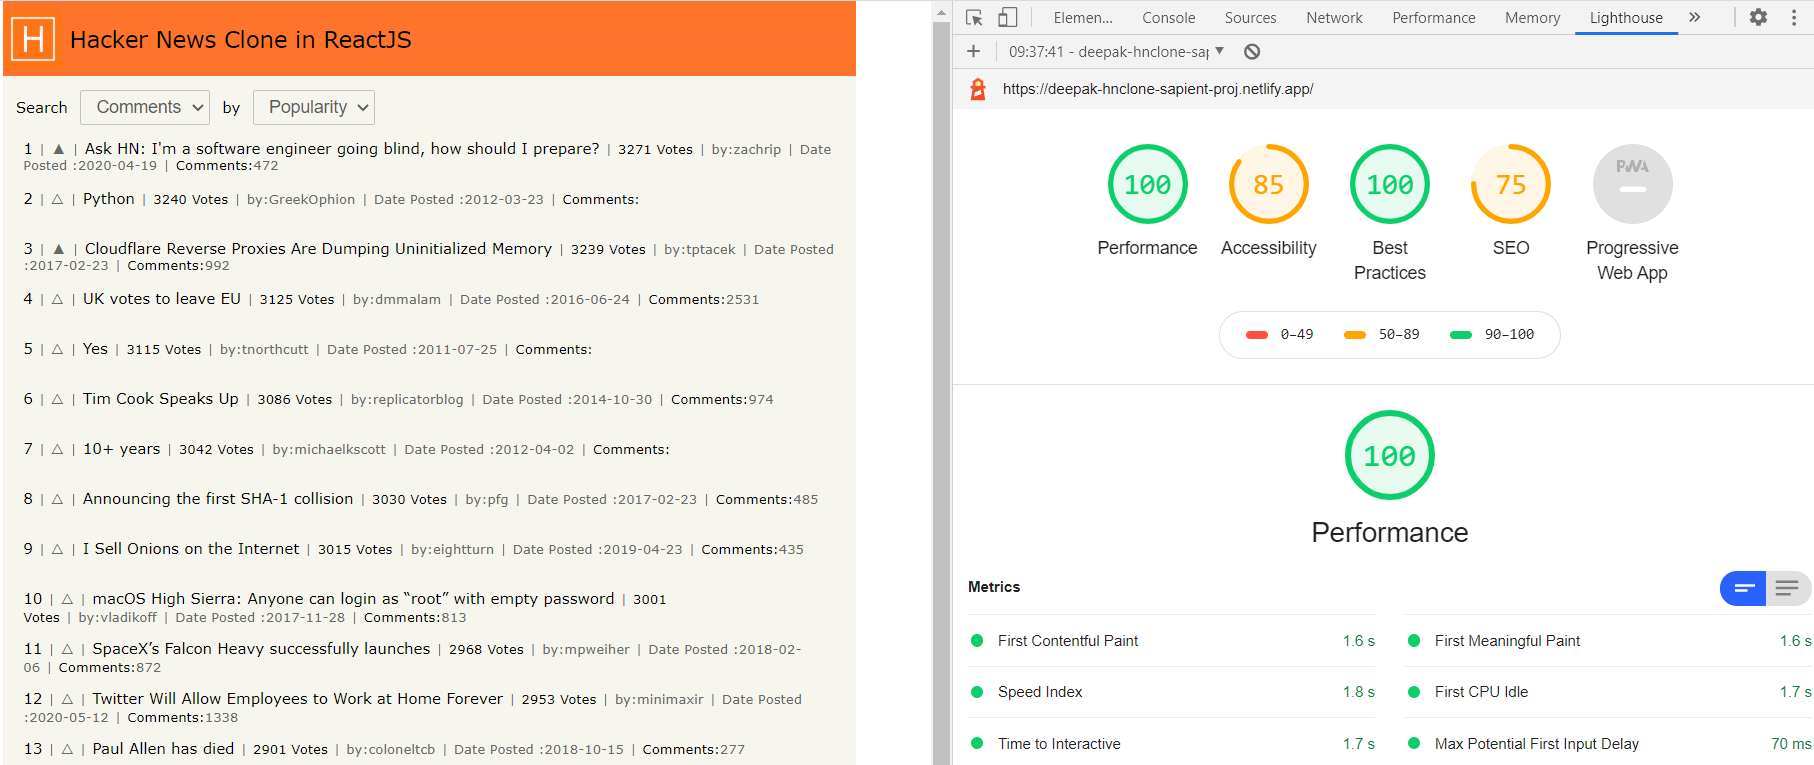 H Hacker News Clone in ReactJS
Search Comments by Popularity
1 | ▲ | Ask HN: I'm a software engineer going blind, how should I prepare? | 3271 Votes | by:zachrip | Date
Posted :2020-04-19 | Comments:472
2 | △ | Python | 3240 Votes | by:GreekOphion | Date Posted :2012-03-23 | Comments:
3 | ▲ | Cloudflare Reverse Proxies Are Dumping Uninitialized Memory | 3239 Votes | by:tptacek | Date Posted
:2017-02-23 | Comments:992
4 | △ | UK votes to leave EU | 3125 Votes | by:dmmalam | Date Posted :2016-06-24 | Comments:2531
5 | △ | Yes | 3115 Votes | by:tnorthcutt | Date Posted :2011-07-25 | Comments:
6 | △ | Tim Cook Speaks Up | 3086 Votes | by:replicatorblog | Date Posted :2014-10-30 | Comments:974
7 | △ | 10+ years | 3042 Votes | by:michaelkscott | Date Posted :2012-04-02 | Comments:
8 | △ | Announcing the first SHA-1 collision | 3030 Votes | by:pfg | Date Posted :2017-02-23 | Comments:485
9 | △ | I Sell Onions on the Internet | 3015 Votes | by:eightturn | Date Posted :2019-04-23 | Comments:435
10 | △ | macOS High Sierra: Anyone can login as “root” with empty password | 3001
Votes | by:vladikoff | Date Posted :2017-11-28 | Comments:813
11 | △ | SpaceX’s Falcon Heavy successfully launches | 2968 Votes | by:mpweiher | Date Posted :2018-02-
06 | Comments:872
12 | △ | Twitter Will Allow Employees to Work at Home Forever | 2953 Votes | by:minimaxir | Date Posted
:2020-05-12 | Comments:1338
13 | △ | Paul Allen has died | 2901 Votes | by:coloneltcb | Date Posted :2018-10-15 | Comments:277
Elemen... Console Sources Network Performance Memory Lighthouse »
+ 09:37:41 - deepak-hnclone-sap
https://deepak-hnclone-sapient-proj.netlify.app/
100 85 100 75 PWA
Performance Accessibility Best Practices SEO Progressive Web App
0–49 50–89 90–100
100
Performance
Metrics
First Contentful Paint 1.6 s
First Meaningful Paint 1.6 s
Speed Index 1.8 s
First CPU Idle 1.7 s
Time to Interactive 1.7 s
Max Potential First Input Delay 70 ms